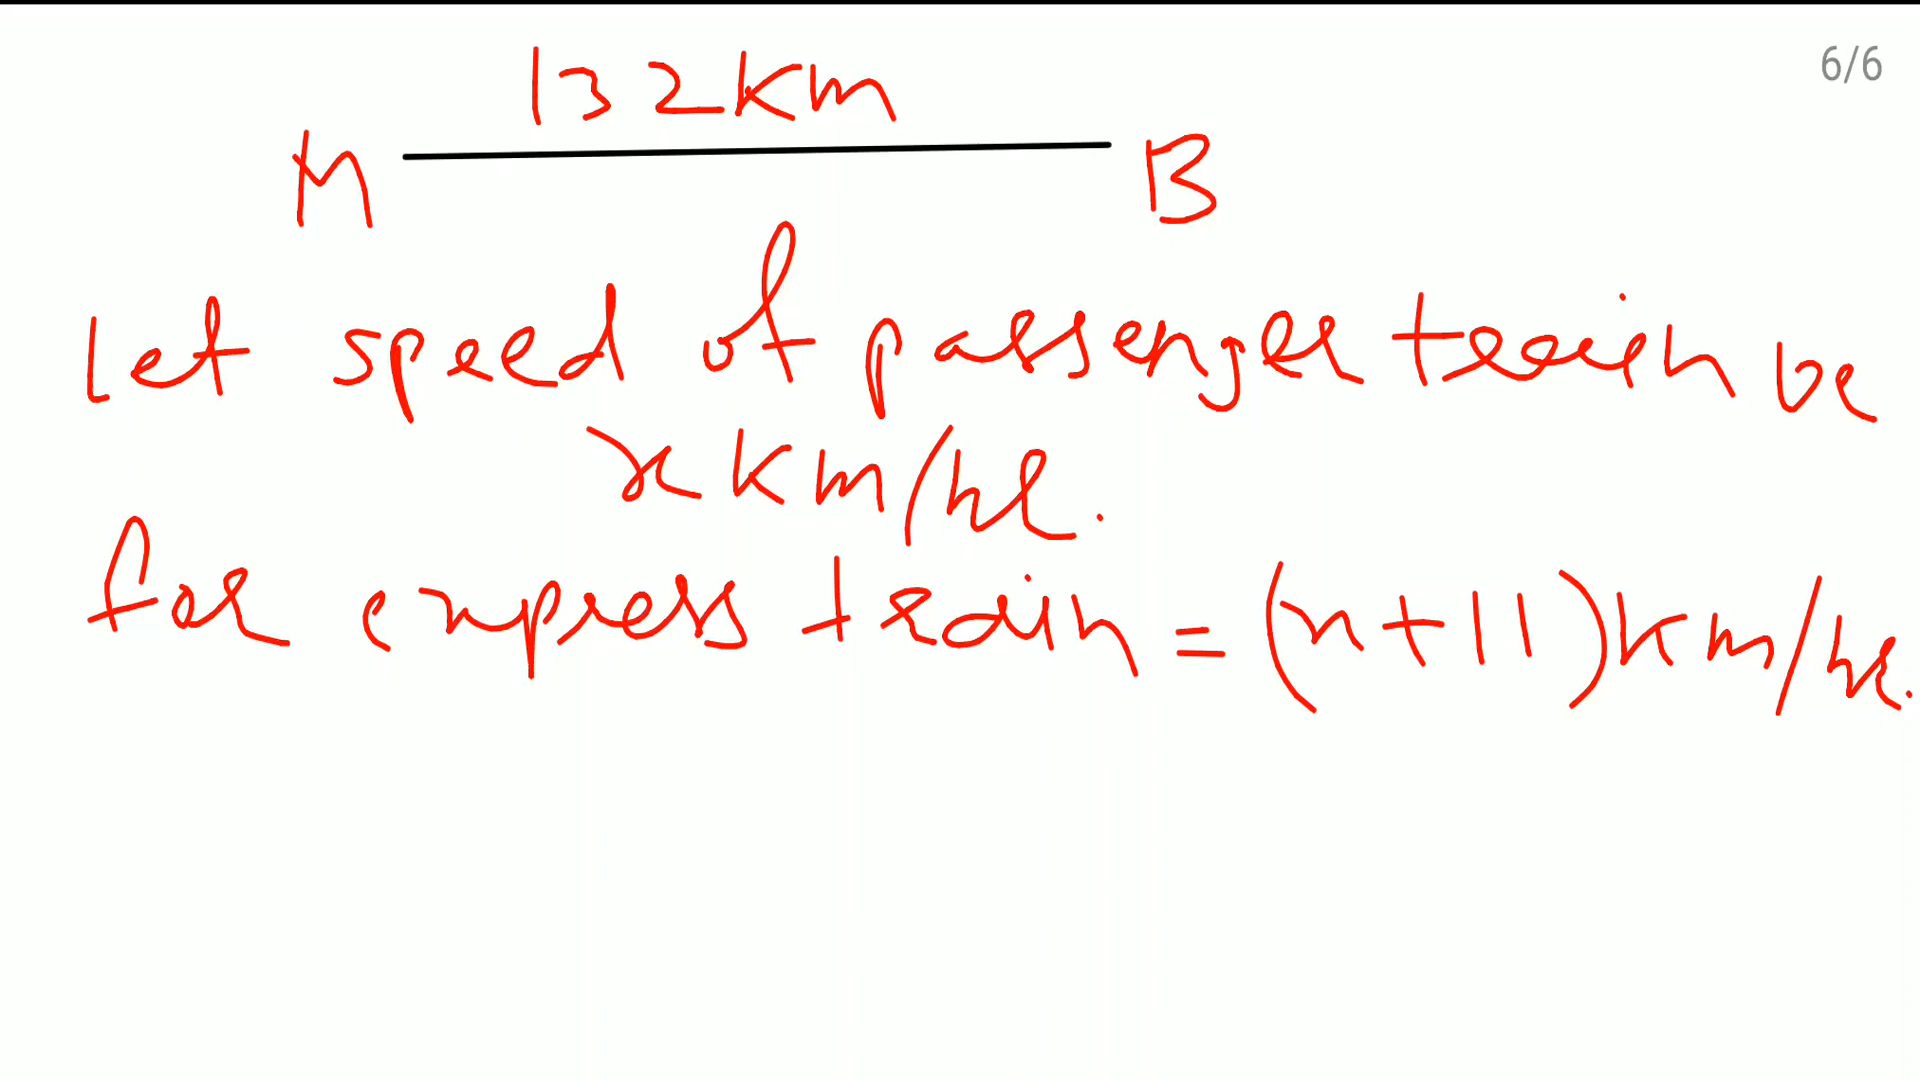 6/6
132km
M B
Let speed of passenger train be
x km/hr.
for express train = (x+11)km/hr.